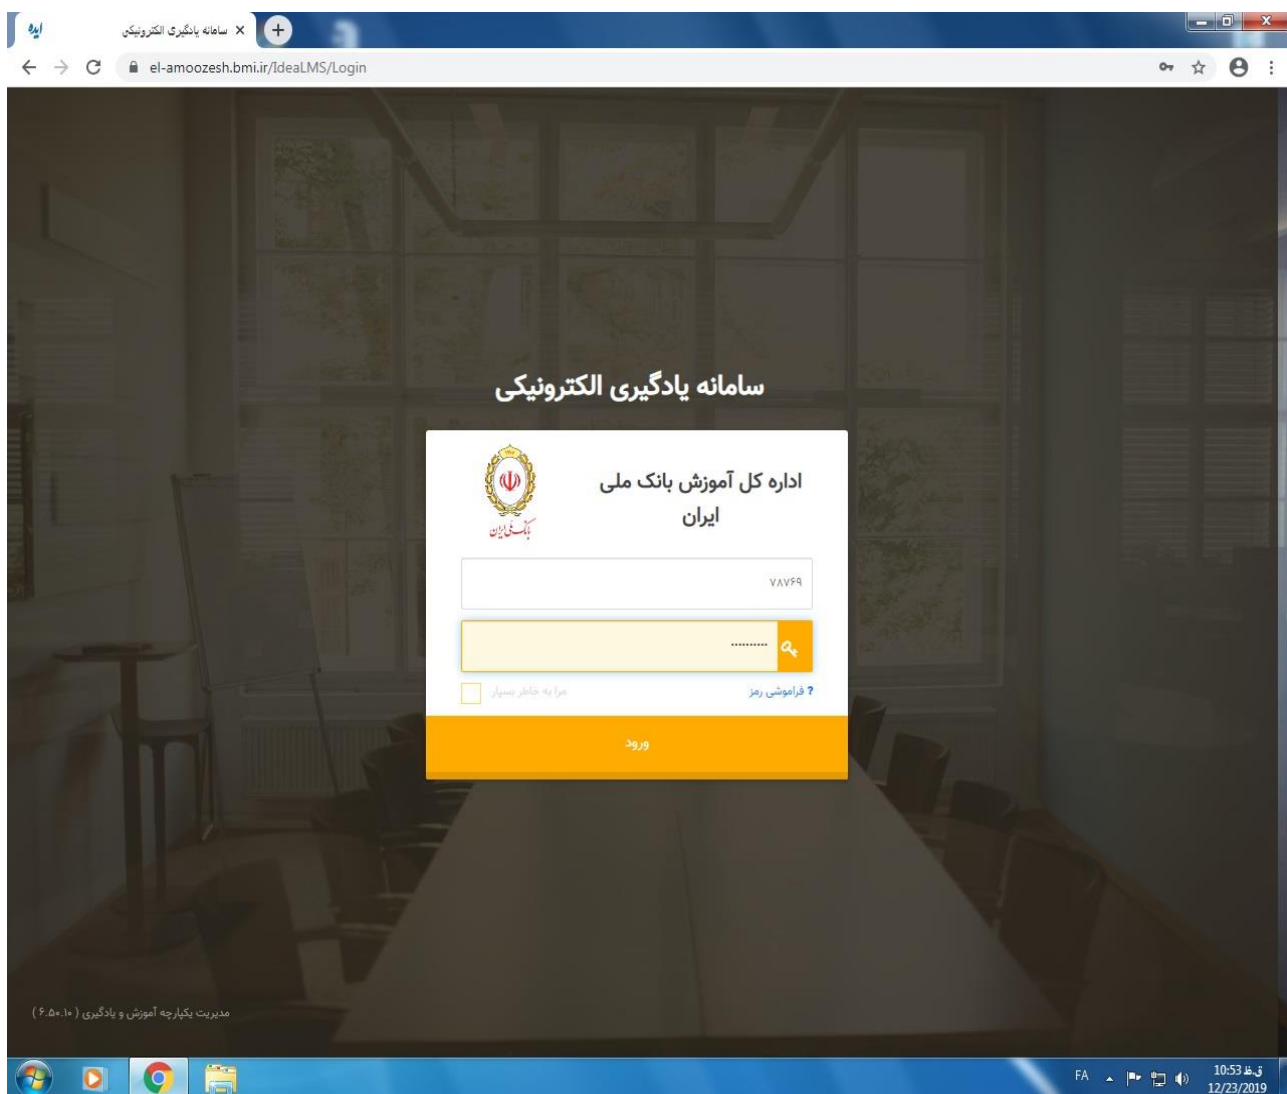 سامانه یادگیری الکترونیکی
ایده
el-amoozesh.bmi.ir/IdeaLMS/Login
سامانه یادگیری الکترونیکی
اداره کل آموزش بانک ملی
ایران
بانک ملی ایران
۷۸۷۶۹
..........
? فراموشی رمز
مرا به خاطر بسپار
ورود
مدیریت یکپارچه آموزش و یادگیری ( ۶.۵۰.۱۰ )
FA
10:53 ق.ظ
12/23/2019